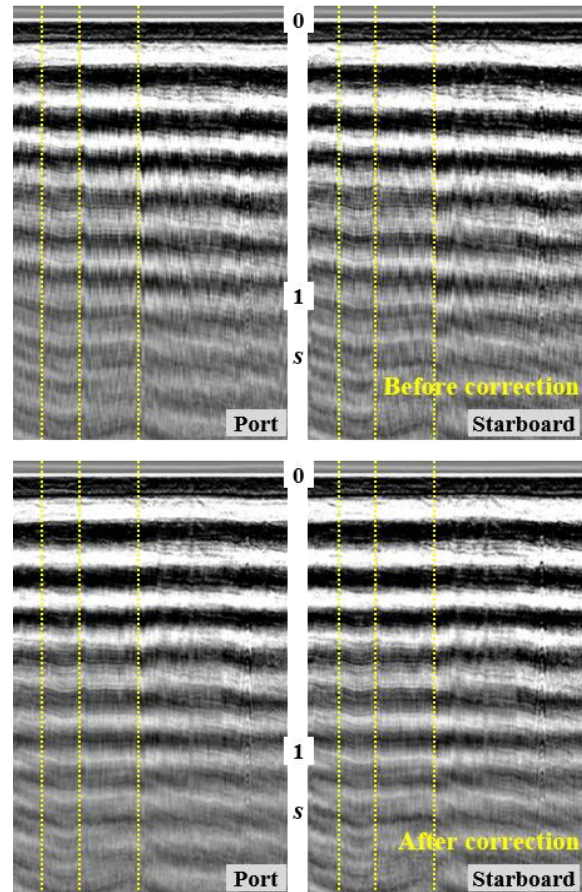 0
1
s
Before correction
Port
Starboard
0
1
s
After correction
Port
Starboard